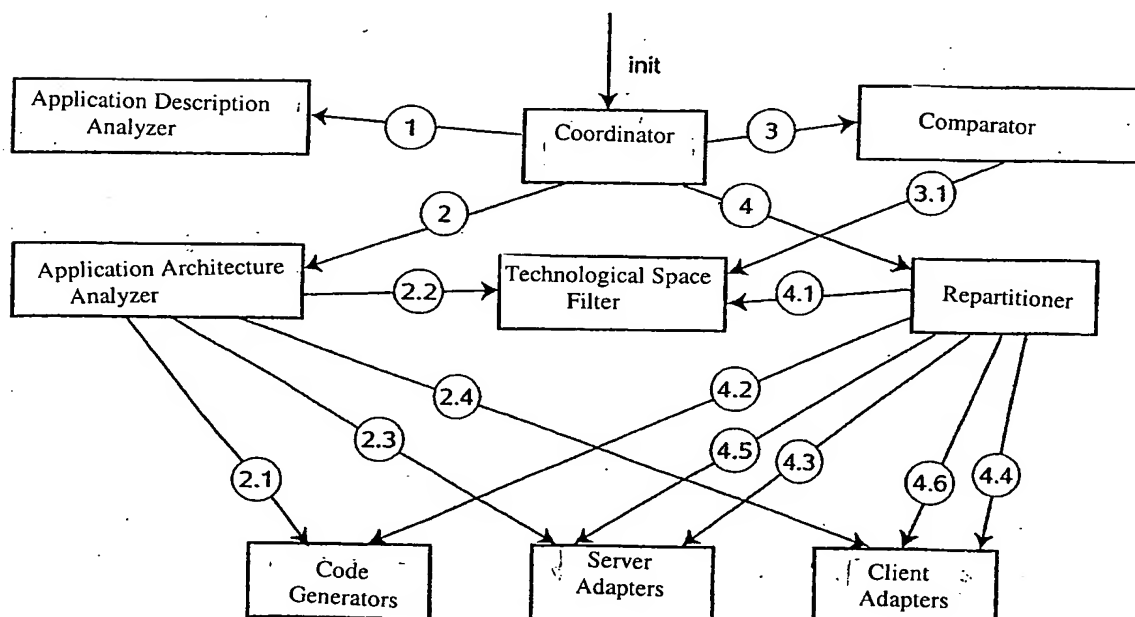 init
Application Description
Analyzer
1
Coordinator
3
Comparator
2
4
3.1
Application Architecture
Analyzer
2.2
Technological Space
Filter
4.1
Repartitioner
2.4
4.2
2.3
4.5
4.3
2.1
4.6
4.4
Code
Generators
Server
Adapters
Client
Adapters